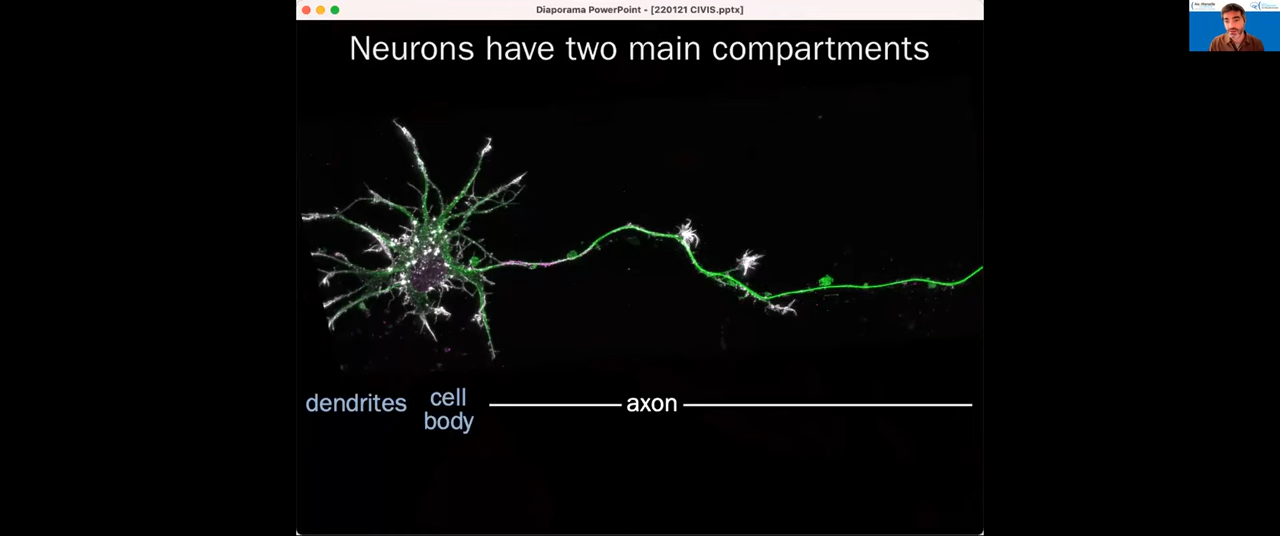 Diaporama PowerPoint - [220121 CIVIS.pptx]
Neurons have two main compartments
dendrites
cell
body
axon